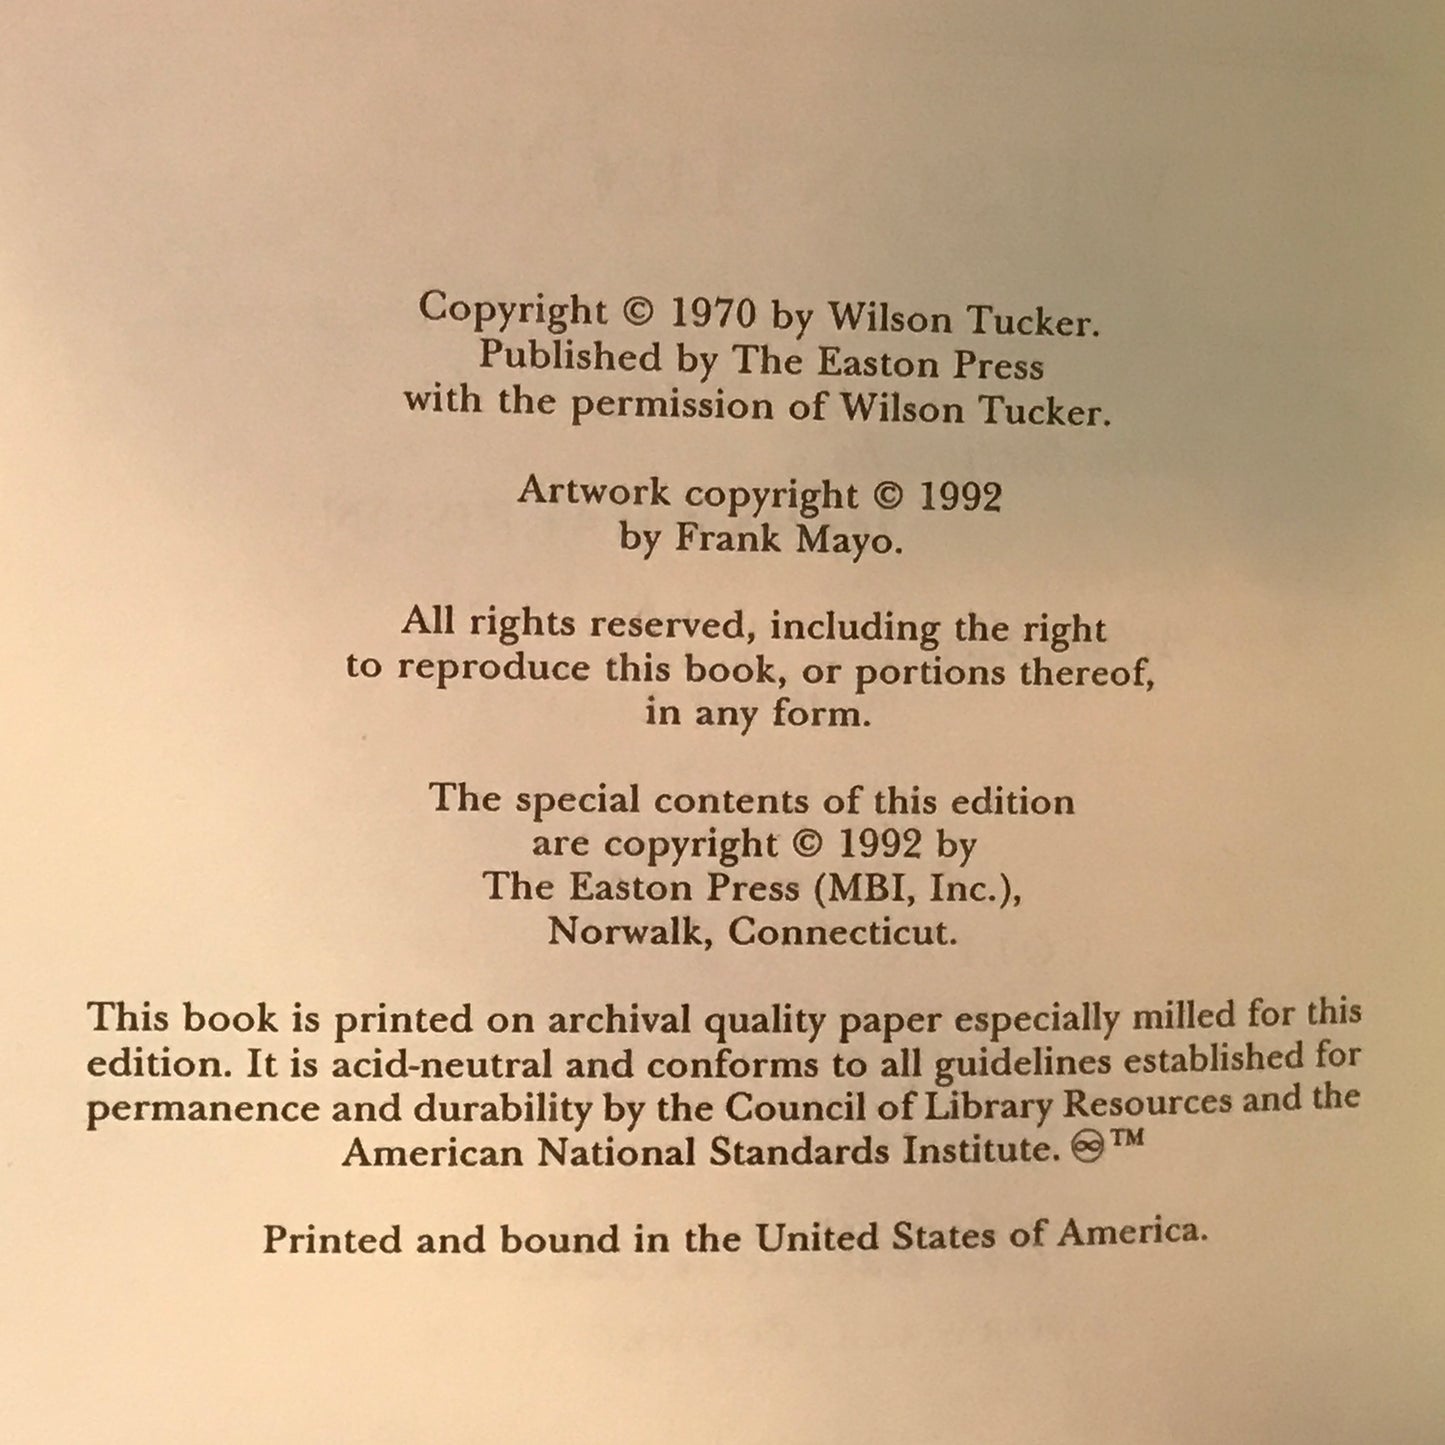 Copyright © 1970 by Wilson Tucker.
Published by The Easton Press
with the permission of Wilson Tucker.
Artwork copyright © 1992
by Frank Mayo.
All rights reserved, including the right
to reproduce this book, or portions thereof,
in any form.
The special contents of this edition
are copyright © 1992 by
The Easton Press (MBI, Inc.),
Norwalk, Connecticut.
This book is printed on archival quality paper especially milled for this
edition. It is acid-neutral and conforms to all guidelines established for
permanence and durability by the Council of Library Resources and the
American National Standards Institute. ♾™
Printed and bound in the United States of America.